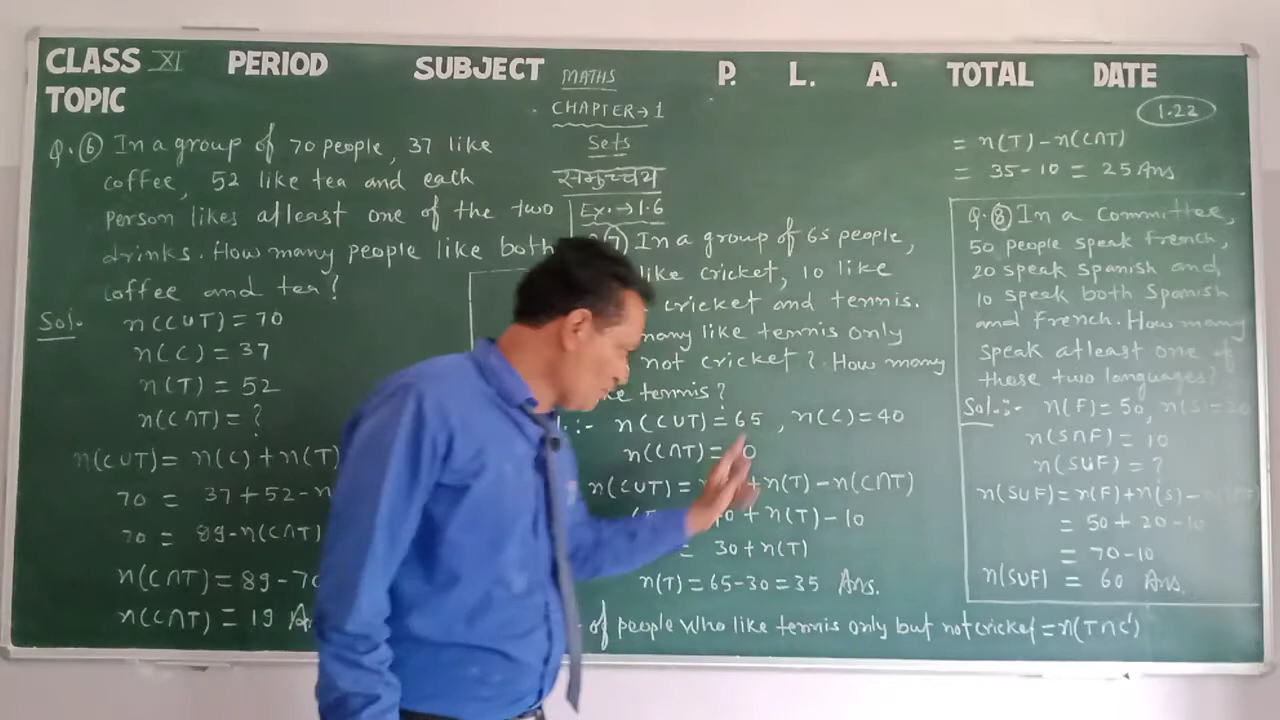 CLASS XI PERIOD SUBJECT MATHS P. L. A. TOTAL DATE
TOPIC
CHAPTER→1
Sets
समुच्चय
Ex.→1.6
1.22
Q.⑥ In a group of 70 people, 37 like
coffee, 52 like tea and each
person likes atleast one of the two
drinks. How many people like both
coffee and tea?
Sol. n(C∪T)=70
n(C)=37
n(T)=52
n(C∩T)=?
n(C∪T)= n(C)+n(T)
70 = 37+52-n
70 = 89-n(C∩T)
n(C∩T)=89-70
n(C∩T)=19
(7) In a group of 65 people,
like cricket, 10 like
cricket and tennis.
many like tennis only
not cricket? How many
tennis?
:- n(C∪T)=65, n(C)=40
n(C∩T)= 0
n(C∪T)= +n(T)-n(C∩T)
+n(T)-10
= 30+n(T)
n(T)=65-30=35 Ans.
of people who like tennis only but not cricket=n(T∩C')
= n(T)-n(C∩T)
= 35-10 = 25 Ans
Q.⑧ In a Committee,
50 people speak French,
20 speak Spanish and
10 speak both Spanish
and French. How many
speak atleast one of
these two languages?
Sol.:- n(F)=50, n(S)=20
n(S∩F)=10
n(S∪F)=?
n(S∪F)=n(F)+n(S)-
= 50+20-10
= 70-10
n(S∪F) = 60 Ans.